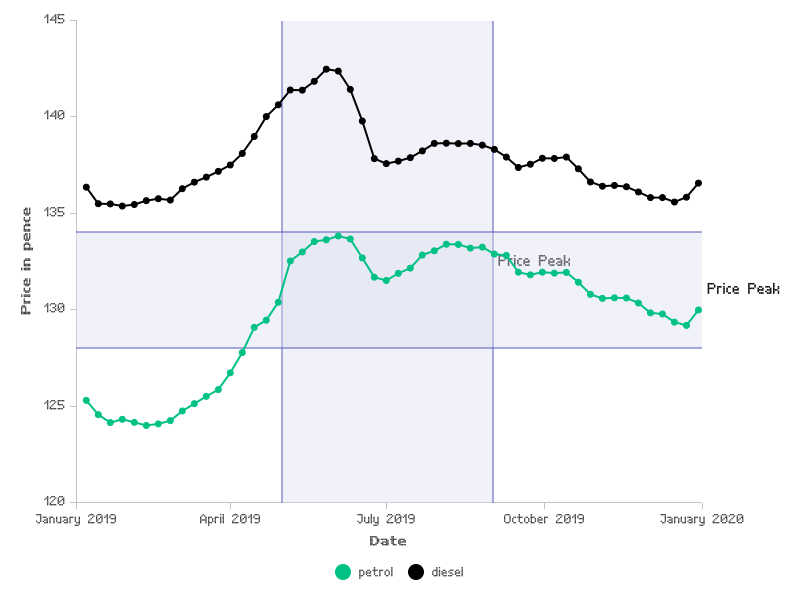 145
140
135
130
125
120
Price in pence
Price Peak
Price Peak
January 2019
April 2019
July 2019
October 2019
January 2020
Date
petrol
diesel